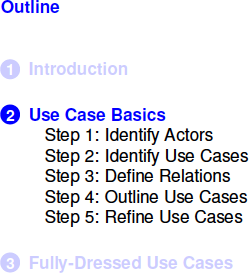 Outline
1 Introduction
2 Use Case Basics
Step 1: Identify Actors
Step 2: Identify Use Cases
Step 3: Define Relations
Step 4: Outline Use Cases
Step 5: Refine Use Cases
3 Fully-Dressed Use Cases